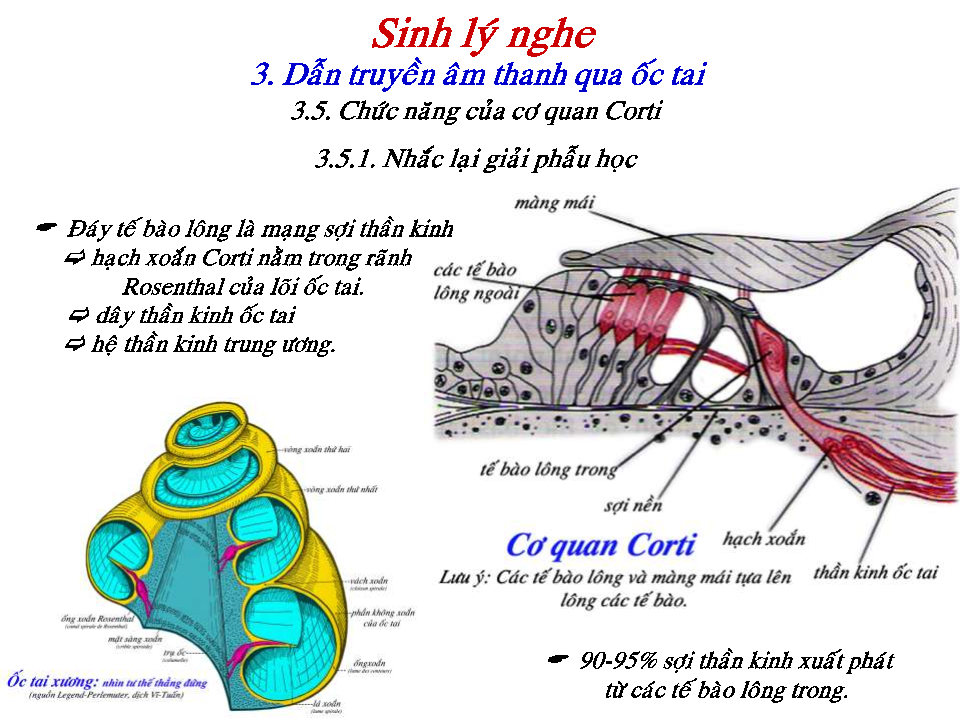 Sinh lý nghe
3. Dẫn truyền âm thanh qua ốc tai
3.5. Chức năng của cơ quan Corti
3.5.1. Nhắc lại giải phẫu học
☛ Đáy tế bào lông là mạng sợi thần kinh
⇨ hạch xoắn Corti nằm trong rãnh
Rosenthal của lõi ốc tai.
⇨ dây thần kinh ốc tai
⇨ hệ thần kinh trung ương.
màng mái
các tế bào
lông ngoài
tế bào lông trong
sợi nền
hạch xoắn
thần kinh ốc tai
Cơ quan Corti
Lưu ý: Các tế bào lông và màng mái tựa lên
lông các tế bào.
vòng xoắn thứ hai
vòng xoắn thứ nhất
vách xoắn
(cloison spirale)
phần không xoắn
của ốc tai
ốngxoắn
(lame des contours)
lá xoắn
(lame spirale)
ống xoắn Rosenthal
(canal spirale de Rosenthal)
mặt sàng xoắn
(crible spirale)
trụ ốc
(columelle)
Ốc tai xương: nhìn tư thế thẳng đứng
(nguồn Legend-Perlemuter, dịch Vĩ-Tuấn)
☛ 90-95% sợi thần kinh xuất phát
từ các tế bào lông trong.